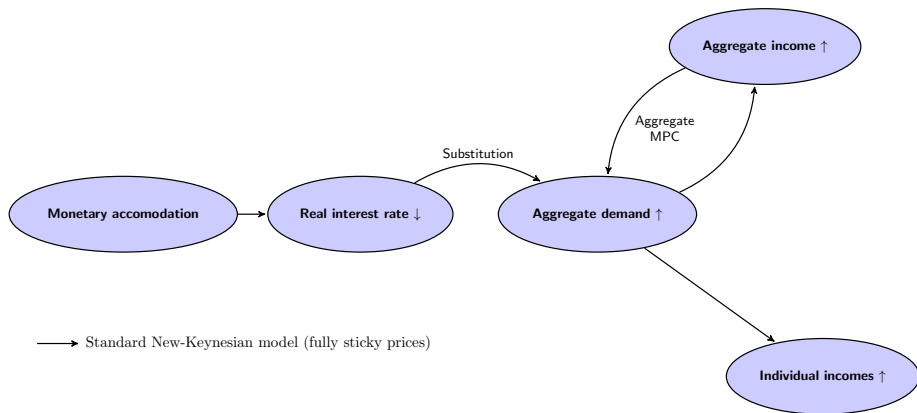 Aggregate income ↑
Aggregate
MPC
Substitution
Monetary accomodation
Real interest rate ↓
Aggregate demand ↑
Standard New-Keynesian model (fully sticky prices)
Individual incomes ↑